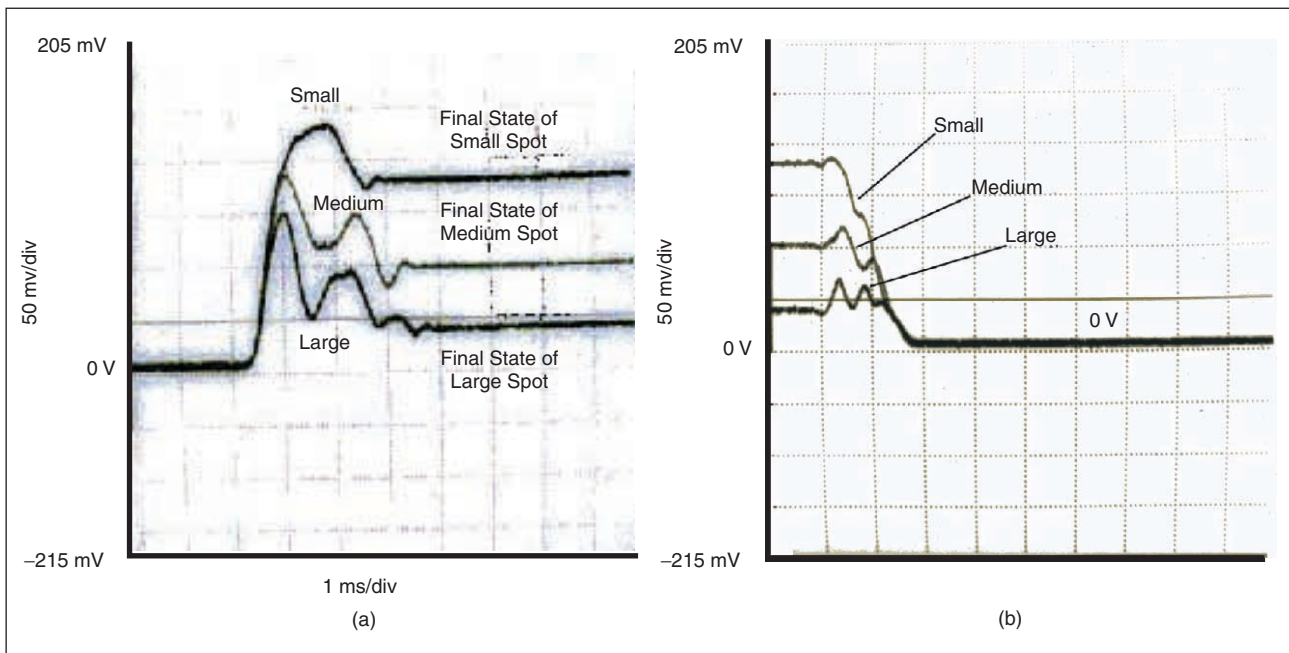 205 mV
Small
Final State of
Small Spot
Medium
Final State of
Medium Spot
50 mv/div
0 V
Large
Final State of
Large Spot
–215 mV
1 ms/div
(a)
205 mV
Small
Medium
Large
50 mv/div
0 V
0 V
–215 mV
(b)